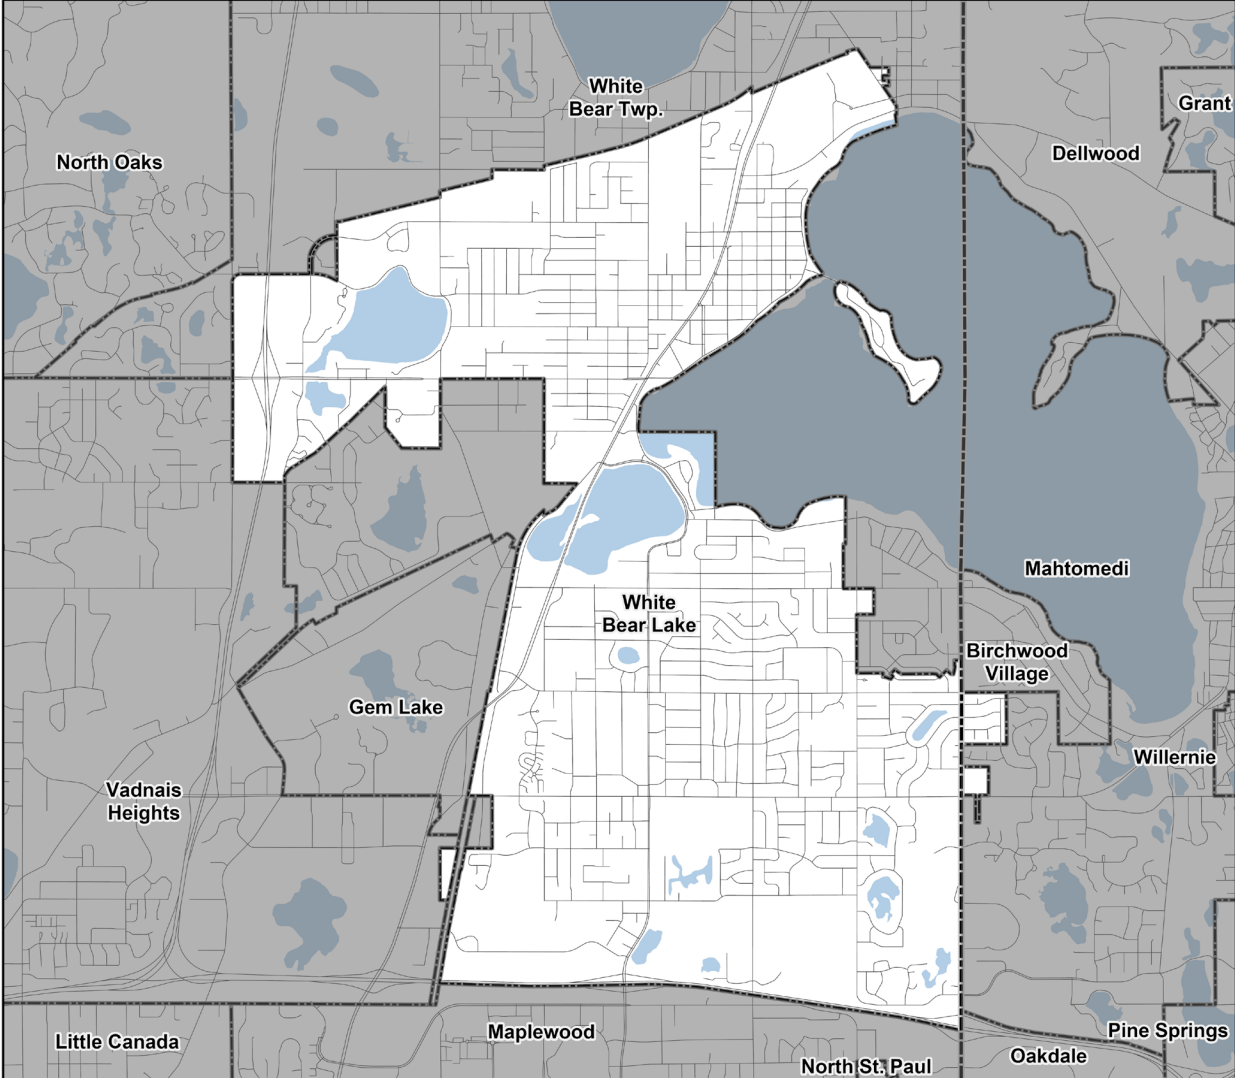 White
Bear Twp.
Grant
North Oaks
Dellwood
Mahtomedi
White
Bear Lake
Birchwood
Village
Gem Lake
Willernie
Vadnais
Heights
Little Canada
Maplewood
Pine Springs
Oakdale
North St. Paul